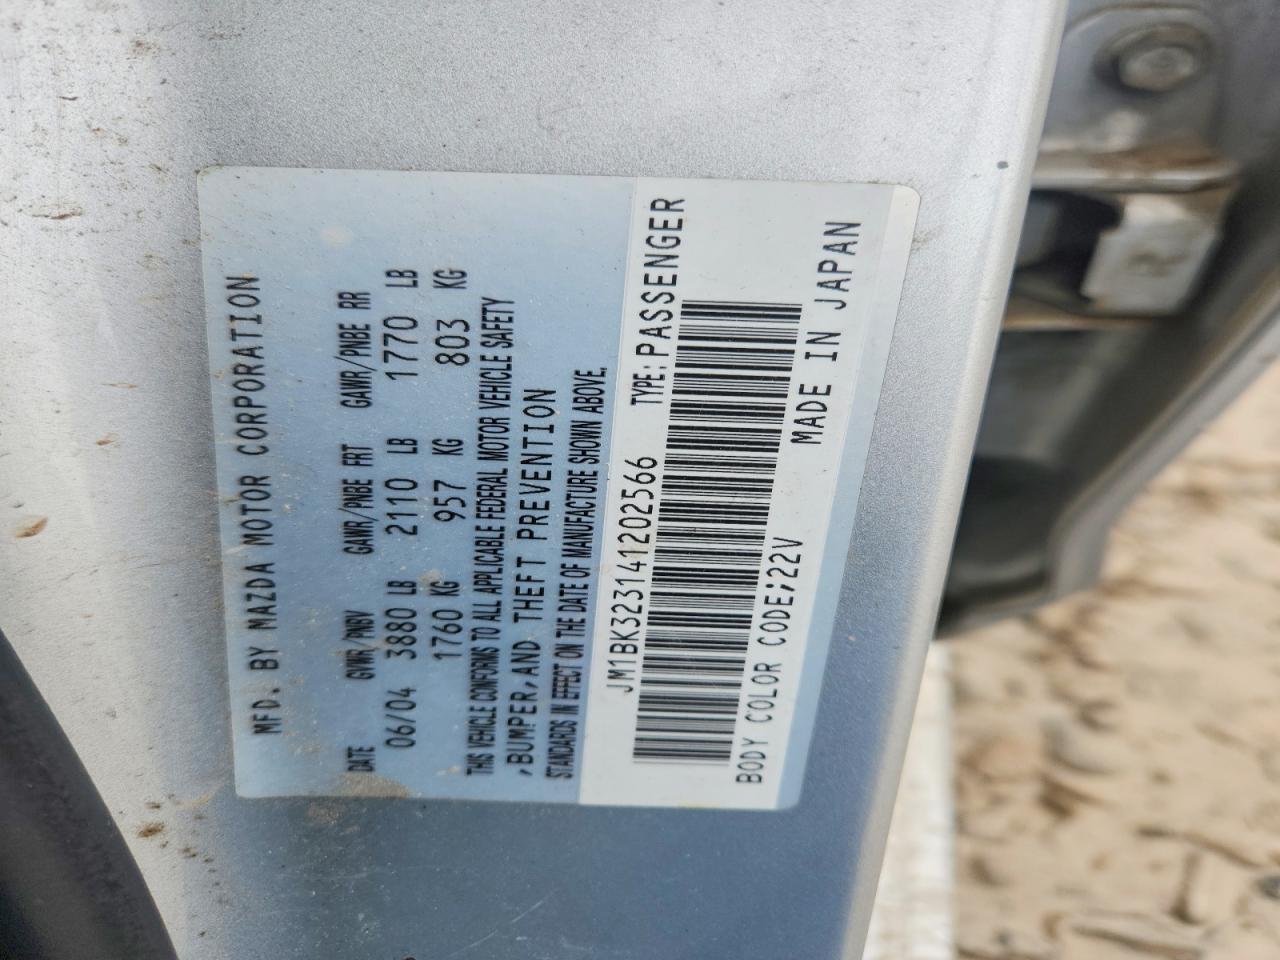 MFD. BY MAZDA MOTOR CORPORATION
DATE GVWR/PNBV GAWR/PNBE FRT GAWR/PNBE RR
06/04 3880 LB 2110 LB 1770 LB
1760 KG 957 KG 803 KG
THIS VEHICLE CONFORMS TO ALL APPLICABLE FEDERAL MOTOR VEHICLE SAFETY
,BUMPER,AND THEFT PREVENTION
STANDARDS IN EFFECT ON THE DATE OF MANUFACTURE SHOWN ABOVE.
JM1BK323141202566 TYPE:PASSENGER
BODY COLOR CODE;22V MADE IN JAPAN